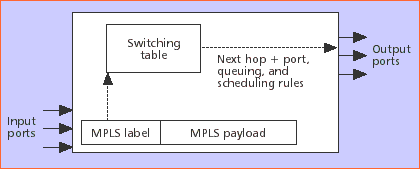 Switching
table
Next hop + port,
queuing, and
scheduling rules
Output
ports
Input
ports
MPLS label
MPLS payload